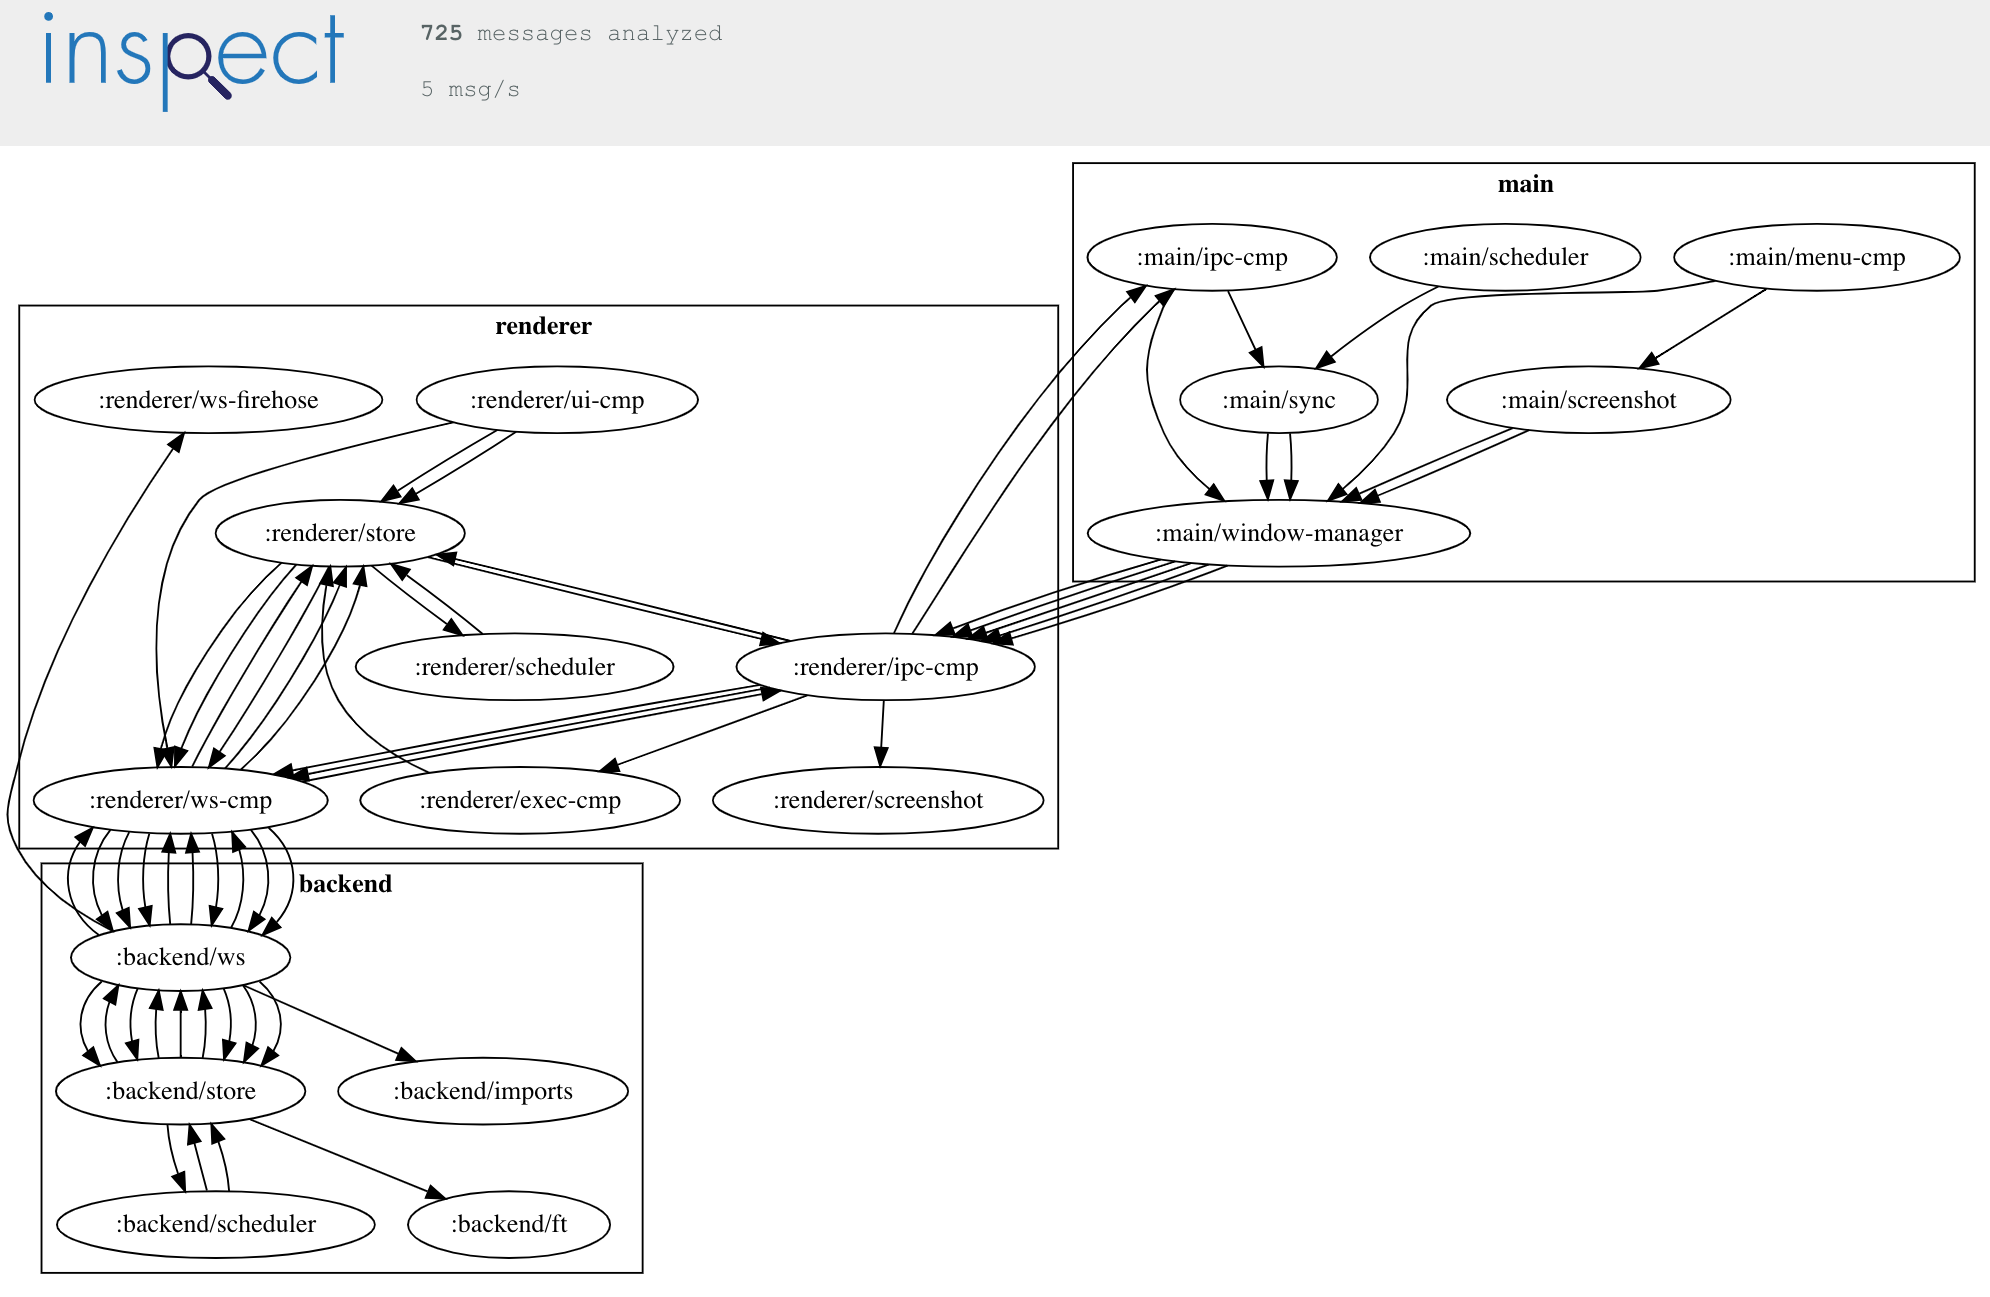 inspect
725 messages analyzed
5 msg/s
main
:main/ipc-cmp
:main/scheduler
:main/menu-cmp
:main/sync
:main/screenshot
:main/window-manager
renderer
:renderer/ws-firehose
:renderer/ui-cmp
:renderer/store
:renderer/scheduler
:renderer/ipc-cmp
:renderer/ws-cmp
:renderer/exec-cmp
:renderer/screenshot
backend
:backend/ws
:backend/store
:backend/imports
:backend/scheduler
:backend/ft